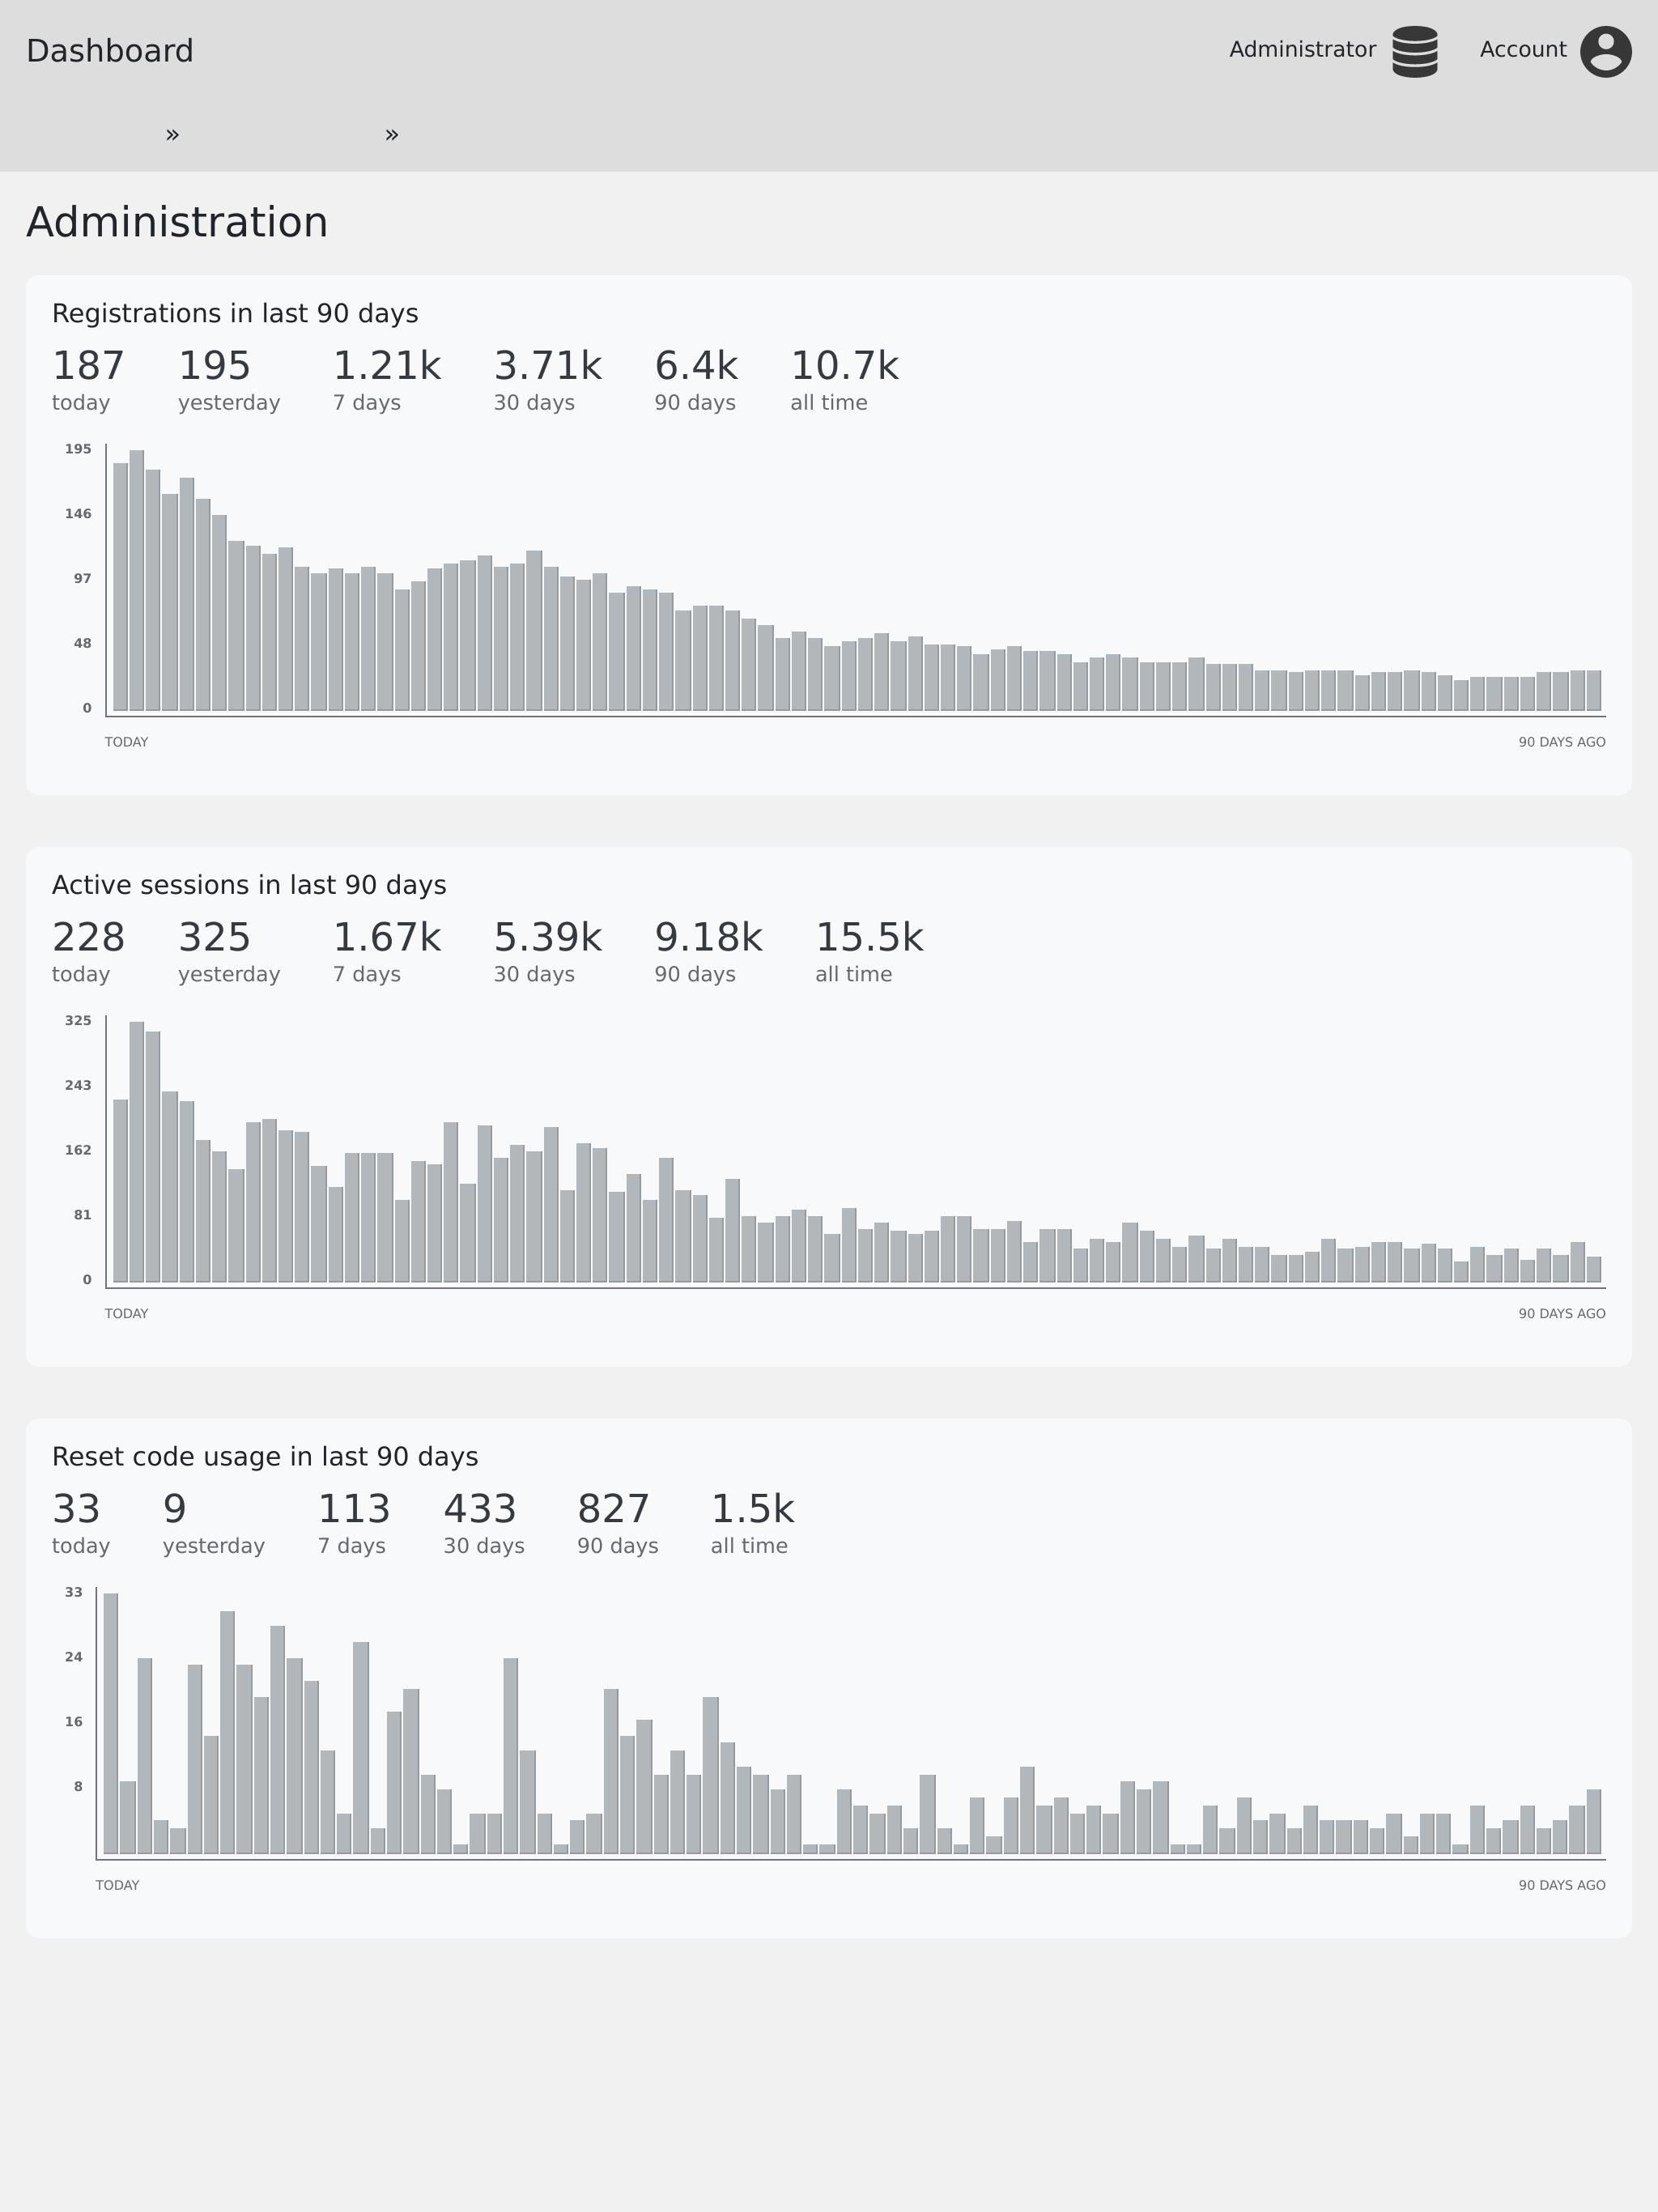 Dashboard
Administrator
Account
» »
Administration
Registrations in last 90 days
187 195 1.21k 3.71k 6.4k 10.7k
today yesterday 7 days 30 days 90 days all time
195
146
97
48
0
TODAY 90 DAYS AGO
Active sessions in last 90 days
228 325 1.67k 5.39k 9.18k 15.5k
today yesterday 7 days 30 days 90 days all time
325
243
162
81
0
TODAY 90 DAYS AGO
Reset code usage in last 90 days
33 9 113 433 827 1.5k
today yesterday 7 days 30 days 90 days all time
33
24
16
8
TODAY 90 DAYS AGO